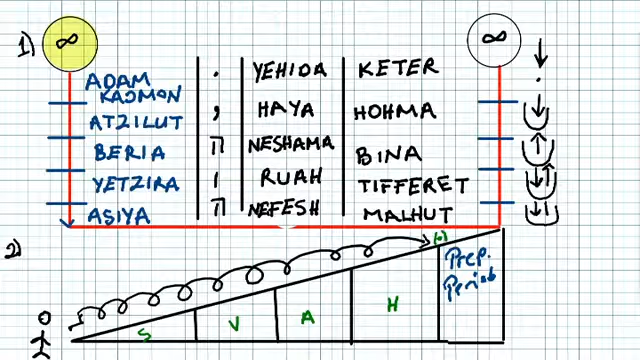 1)
∞
∞
ADAM
KADMON · YEHIDA KETER
ATZILUT י HAYA HOHMA
BERIA ה NESHAMA BINA
YETZIRA ו RUAH TIFFERET
ASIYA ה NEFESH MALHUT
2)
Prep.
Period
S V A H